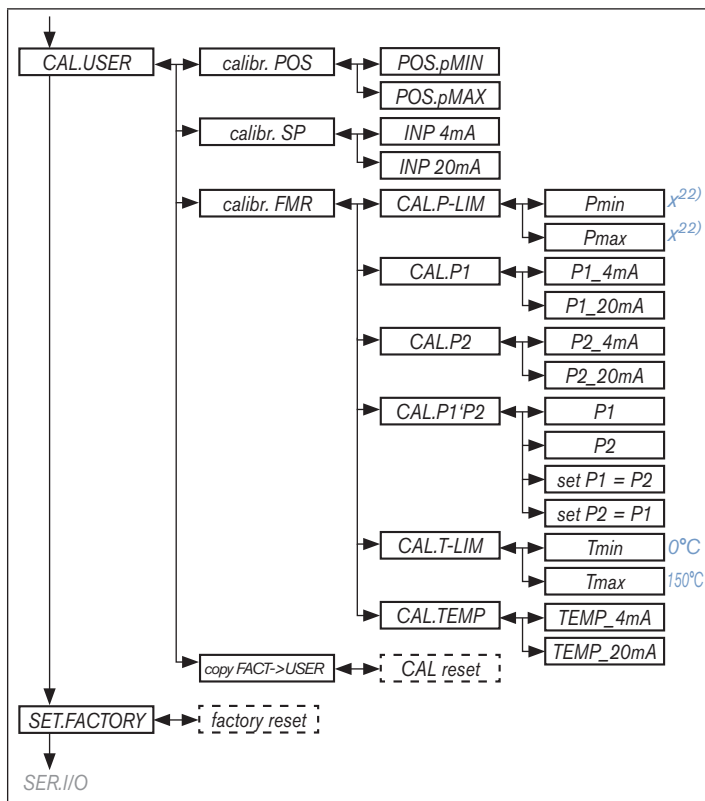 CAL.USER calibr. POS POS.pMIN
POS.pMAX
calibr. SP INP 4mA
INP 20mA
calibr. FMR CAL.P-LIM Pmin x²²⁾
Pmax x²²⁾
CAL.P1 P1_4mA
P1_20mA
CAL.P2 P2_4mA
P2_20mA
CAL.P1‘P2 P1
P2
set P1 = P2
set P2 = P1
CAL.T-LIM Tmin 0°C
Tmax 150°C
CAL.TEMP TEMP_4mA
TEMP_20mA
copy FACT->USER CAL reset
SET.FACTORY factory reset
SER.I/O